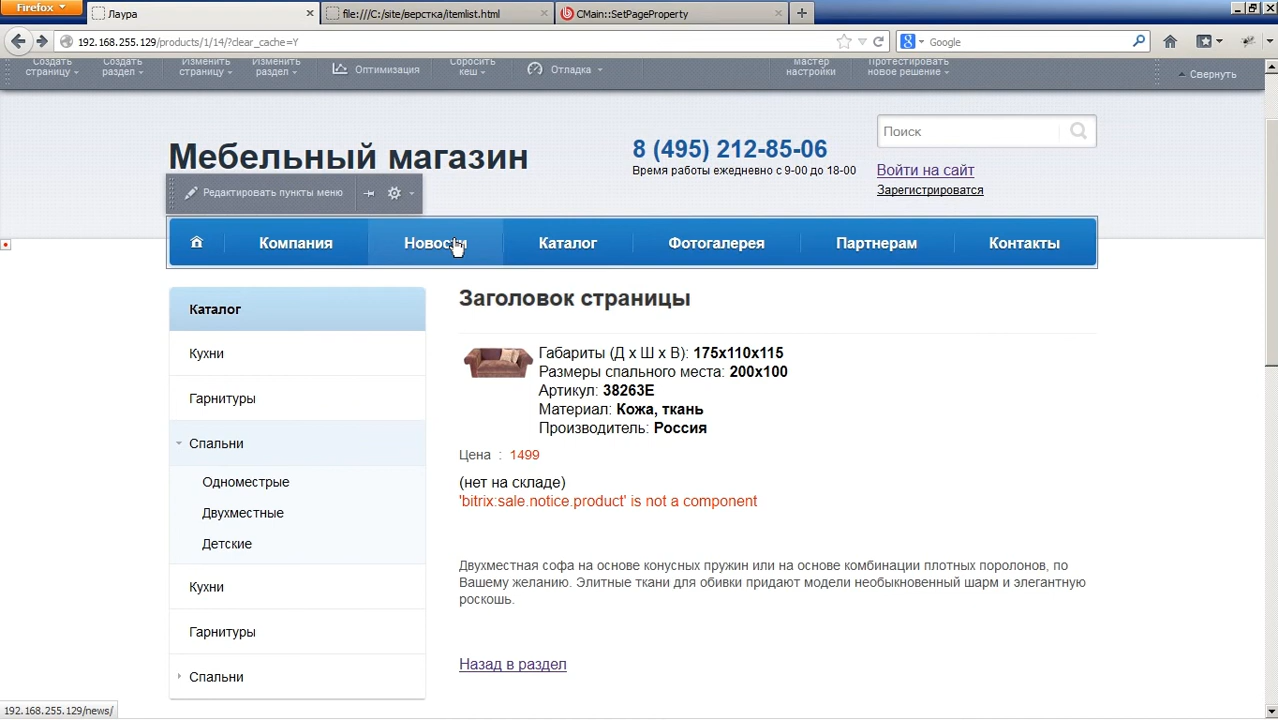 Firefox
Лаура
file:///C:/site/верстка/itemlist.html
CMain::SetPageProperty
192.168.255.129/products/1/14/?clear_cache=Y
Google
Создать страницу
Создать раздел
Изменить страницу
Изменить раздел
Оптимизация
Сбросить кеш
Отладка
Мастер настройки
Протестировать новое решение
Свернуть
Мебельный магазин
8 (495) 212-85-06
Время работы ежедневно с 9-00 до 18-00
Поиск
Войти на сайт
Зарегистрироватся
Редактировать пункты меню
Компания
Новости
Каталог
Фотогалерея
Партнерам
Контакты
Каталог
Кухни
Гарнитуры
Спальни
Одноместрые
Двухместные
Детские
Кухни
Гарнитуры
Спальни
Заголовок страницы
Габариты (Д x Ш x В): 175x110x115
Размеры спального места: 200x100
Артикул: 38263Е
Материал: Кожа, ткань
Производитель: Россия
Цена : 1499
(нет на складе)
'bitrix:sale.notice.product' is not a component
Двухместная софа на основе конусных пружин или на основе комбинации плотных поролонов, по
Вашему желанию. Элитные ткани для обивки придают модели необыкновенный шарм и элегантную
роскошь.
Назад в раздел
192.168.255.129/news/